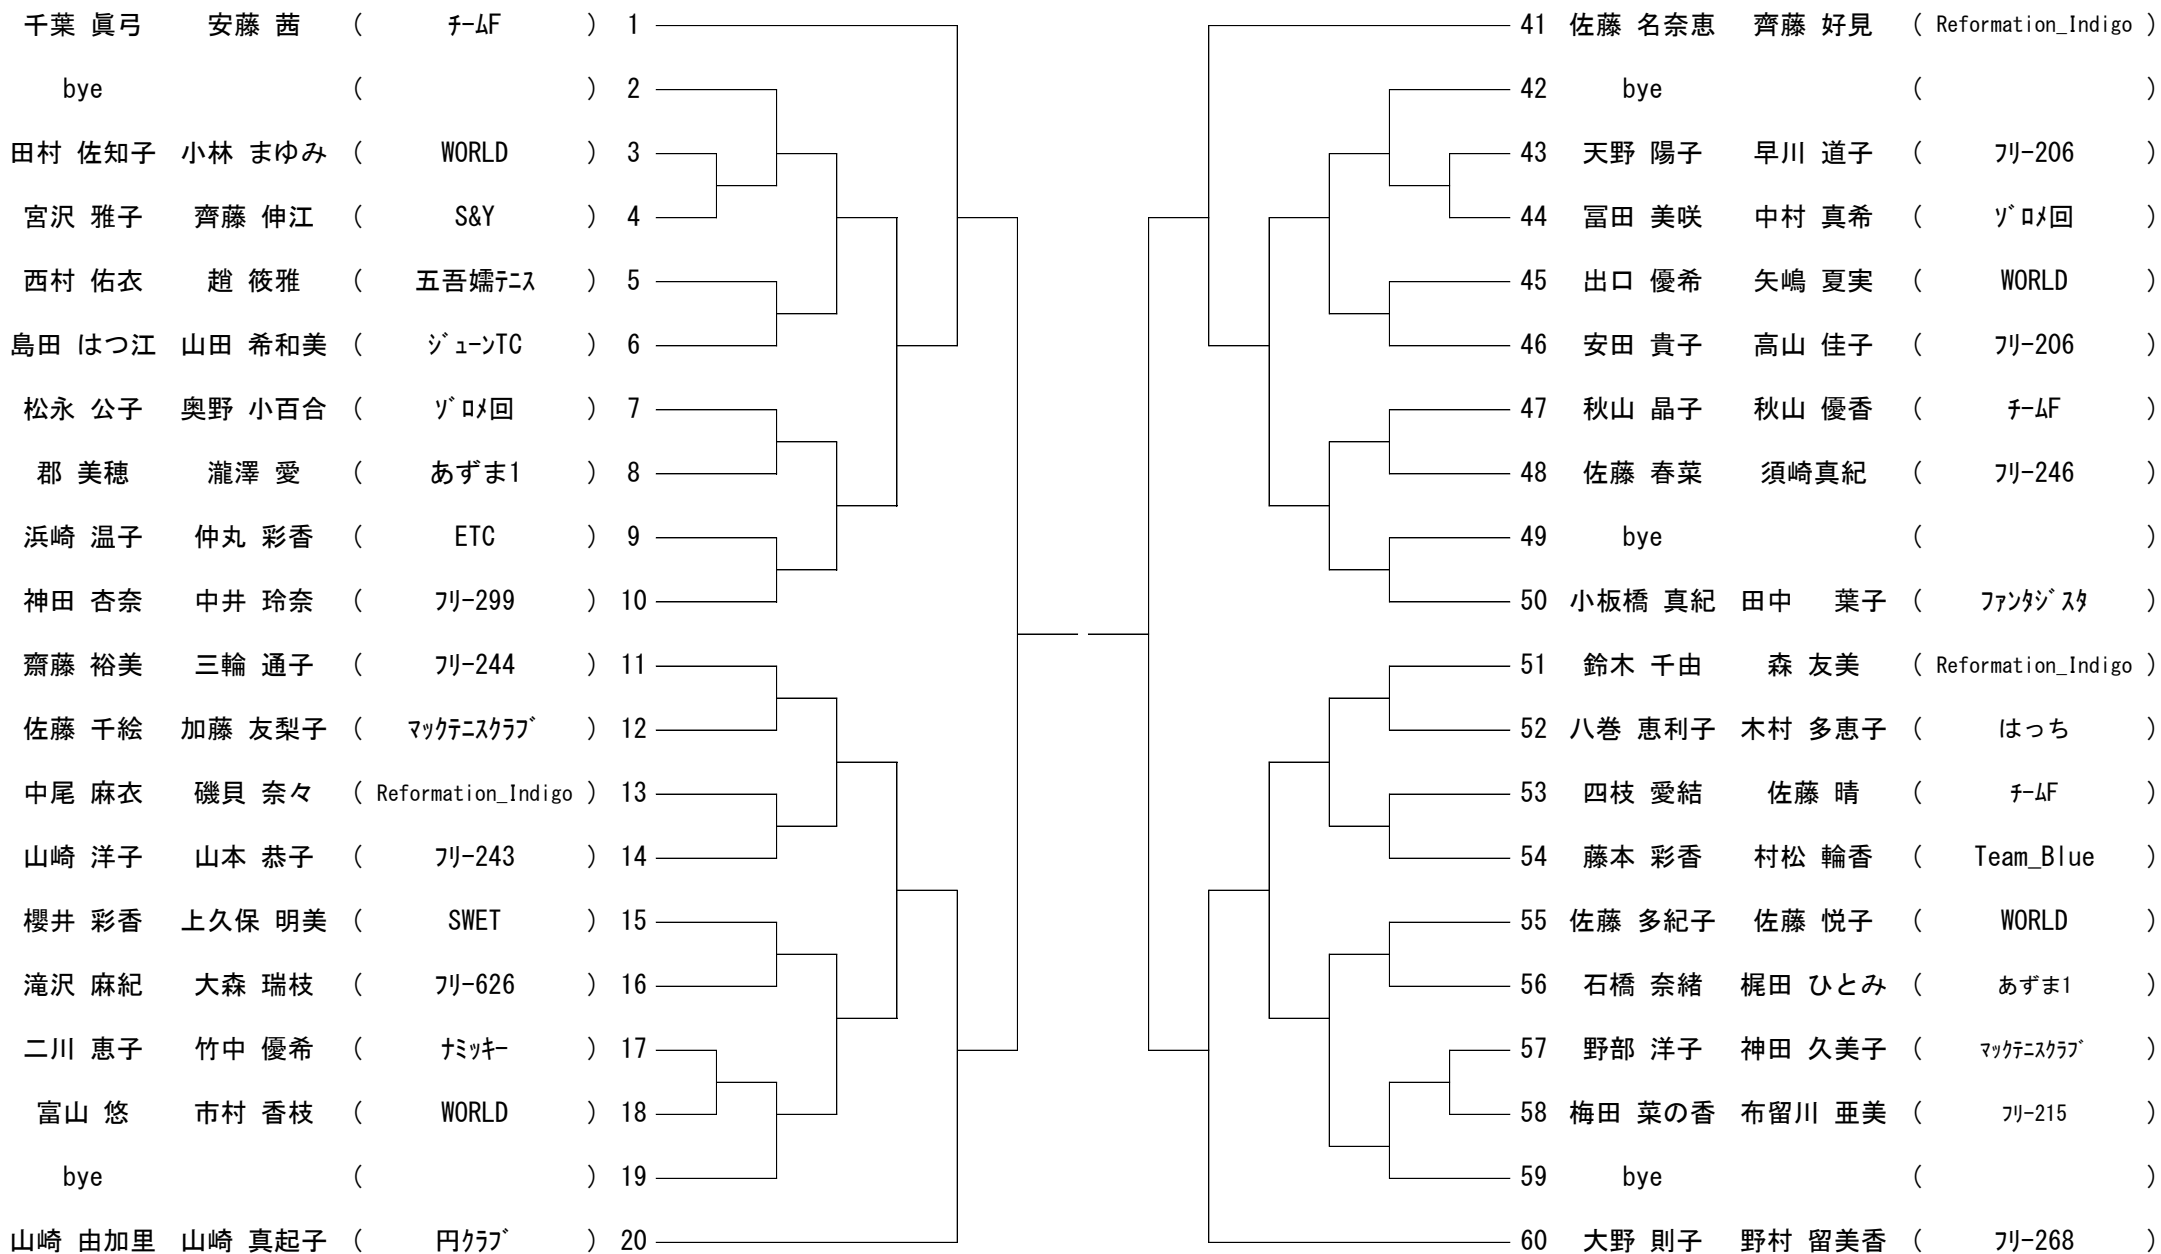 千葉 眞弓 安藤 茜 ( ﾁｰﾑF ) 1
bye ( ) 2
田村 佐知子 小林 まゆみ ( WORLD ) 3
宮沢 雅子 齊藤 伸江 ( S&Y ) 4
西村 佑衣 趙 筱雅 ( 五吾嬬ﾃﾆｽ ) 5
島田 はつ江 山田 希和美 ( ｼﾞｭｰﾝTC ) 6
松永 公子 奥野 小百合 ( ｿﾞﾛﾒ回 ) 7
郡 美穂 瀧澤 愛 ( あずま1 ) 8
浜崎 温子 仲丸 彩香 ( ETC ) 9
神田 杏奈 中井 玲奈 ( ﾌﾘｰ299 ) 10
齋藤 裕美 三輪 通子 ( ﾌﾘｰ244 ) 11
佐藤 千絵 加藤 友梨子 ( ﾏｯｸﾃﾆｽｸﾗﾌﾞ ) 12
中尾 麻衣 磯貝 奈々 ( Reformation_Indigo ) 13
山崎 洋子 山本 恭子 ( ﾌﾘｰ243 ) 14
櫻井 彩香 上久保 明美 ( SWET ) 15
滝沢 麻紀 大森 瑞枝 ( ﾌﾘｰ626 ) 16
二川 恵子 竹中 優希 ( ﾅﾐｯｷｰ ) 17
富山 悠 市村 香枝 ( WORLD ) 18
bye ( ) 19
山崎 由加里 山崎 真起子 ( 円ｸﾗﾌﾞ ) 20
41 佐藤 名奈恵 齊藤 好見 ( Reformation_Indigo )
42 bye ( )
43 天野 陽子 早川 道子 ( ﾌﾘｰ206 )
44 冨田 美咲 中村 真希 ( ｿﾞﾛﾒ回 )
45 出口 優希 矢嶋 夏実 ( WORLD )
46 安田 貴子 高山 佳子 ( ﾌﾘｰ206 )
47 秋山 晶子 秋山 優香 ( ﾁｰﾑF )
48 佐藤 春菜 須崎真紀 ( ﾌﾘｰ246 )
49 bye ( )
50 小板橋 真紀 田中 葉子 ( ﾌｧﾝﾀｼﾞｽﾀ )
51 鈴木 千由 森 友美 ( Reformation_Indigo )
52 八巻 恵利子 木村 多恵子 ( はっち )
53 四枝 愛結 佐藤 晴 ( ﾁｰﾑF )
54 藤本 彩香 村松 輪香 ( Team_Blue )
55 佐藤 多紀子 佐藤 悦子 ( WORLD )
56 石橋 奈緒 梶田 ひとみ ( あずま1 )
57 野部 洋子 神田 久美子 ( ﾏｯｸﾃﾆｽｸﾗﾌﾞ )
58 梅田 菜の香 布留川 亜美 ( ﾌﾘｰ215 )
59 bye ( )
60 大野 則子 野村 留美香 ( ﾌﾘｰ268 )